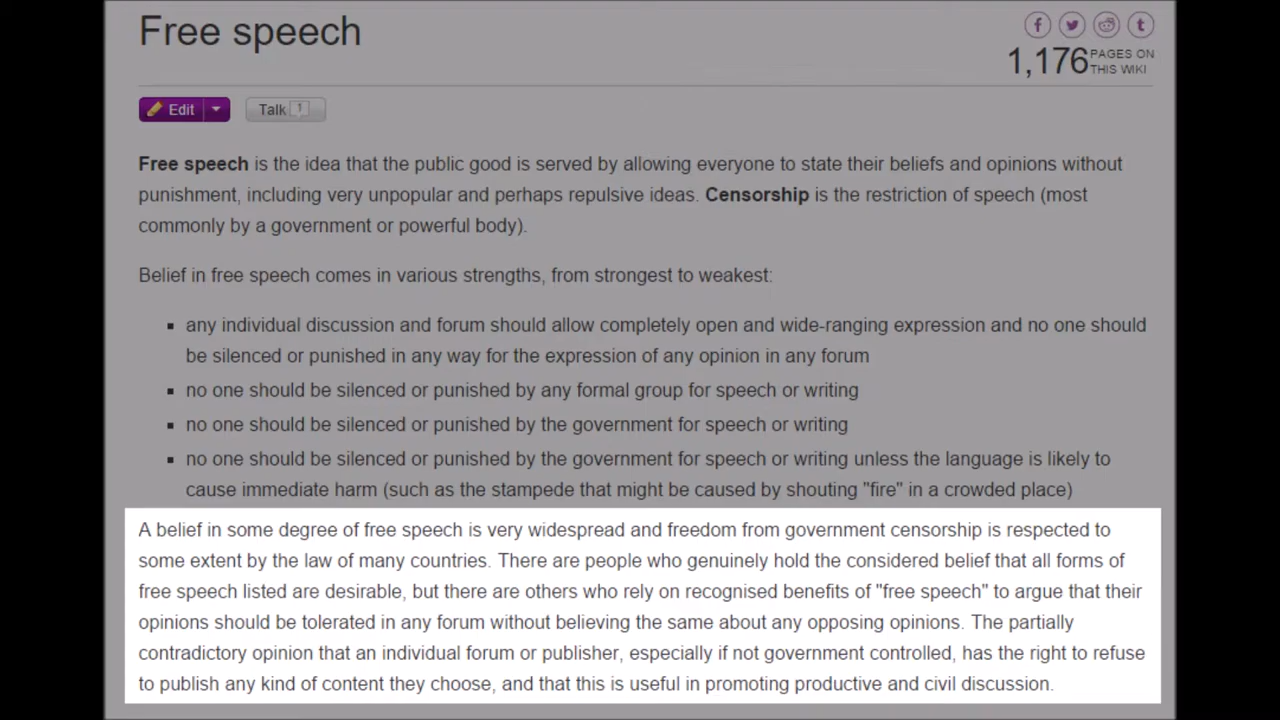 Free speech
f t
1,176 PAGES ON
THIS WIKI
Edit Talk 1
Free speech is the idea that the public good is served by allowing everyone to state their beliefs and opinions without
punishment, including very unpopular and perhaps repulsive ideas. Censorship is the restriction of speech (most
commonly by a government or powerful body).
Belief in free speech comes in various strengths, from strongest to weakest:
any individual discussion and forum should allow completely open and wide-ranging expression and no one should
be silenced or punished in any way for the expression of any opinion in any forum
no one should be silenced or punished by any formal group for speech or writing
no one should be silenced or punished by the government for speech or writing
no one should be silenced or punished by the government for speech or writing unless the language is likely to
cause immediate harm (such as the stampede that might be caused by shouting "fire" in a crowded place)
A belief in some degree of free speech is very widespread and freedom from government censorship is respected to
some extent by the law of many countries. There are people who genuinely hold the considered belief that all forms of
free speech listed are desirable, but there are others who rely on recognised benefits of "free speech" to argue that their
opinions should be tolerated in any forum without believing the same about any opposing opinions. The partially
contradictory opinion that an individual forum or publisher, especially if not government controlled, has the right to refuse
to publish any kind of content they choose, and that this is useful in promoting productive and civil discussion.